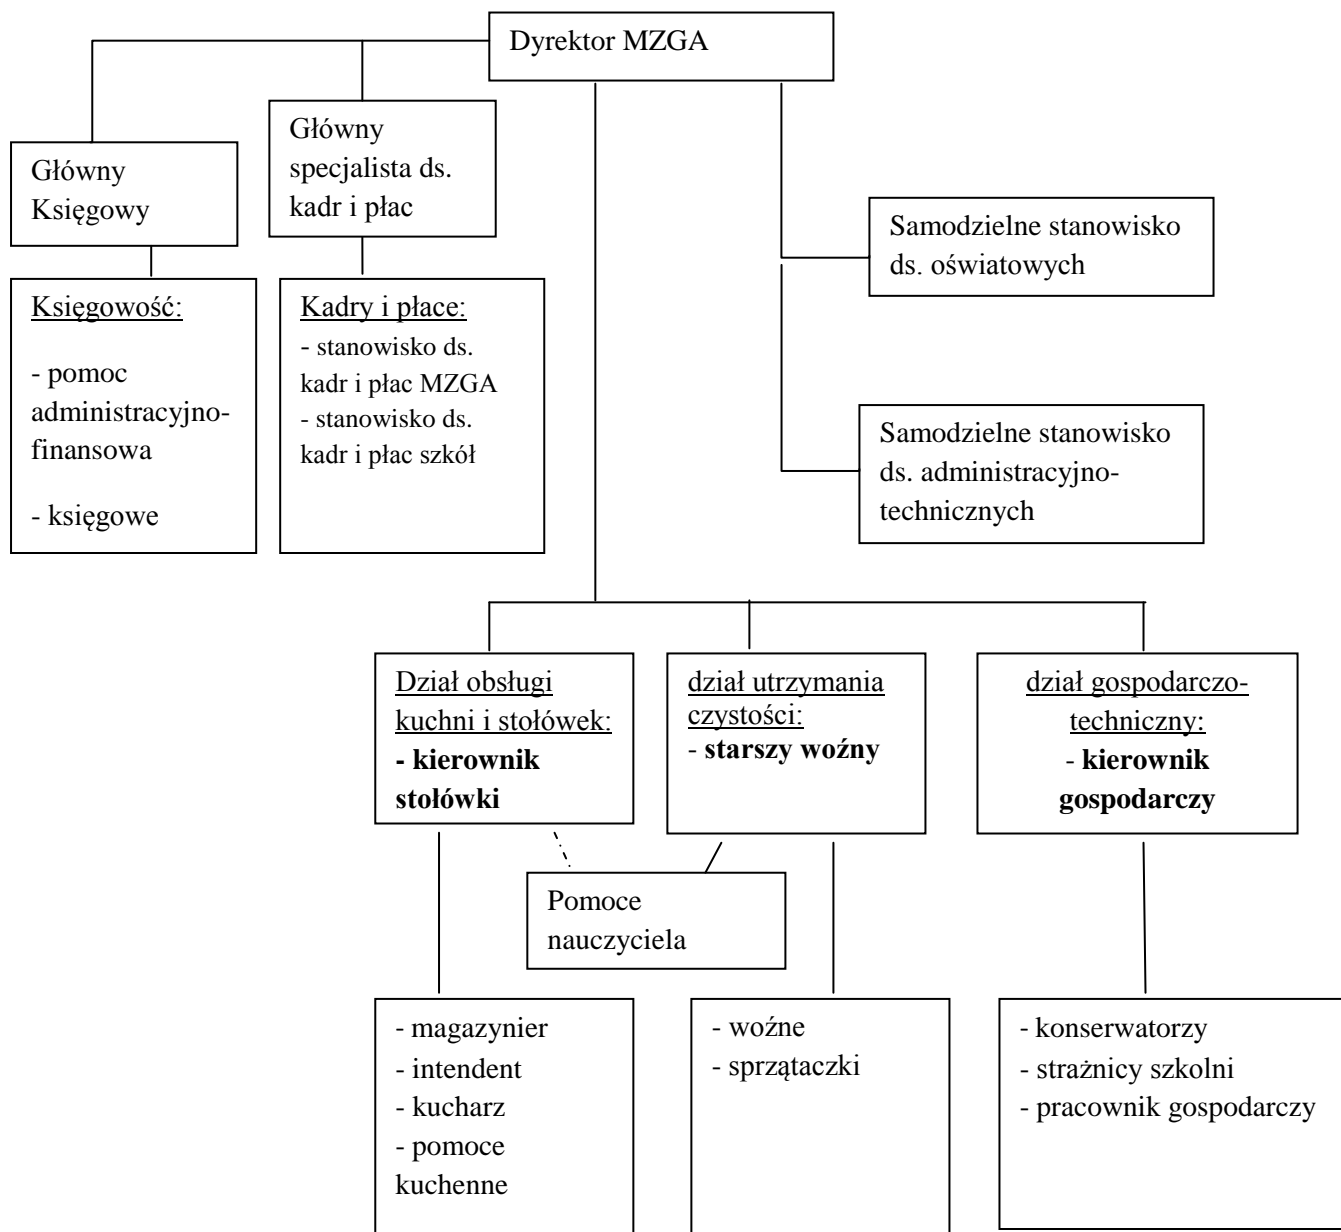 Dyrektor MZGA
Główny
specjalista ds.
kadr i płac
Główny
Księgowy
Samodzielne stanowisko
ds. oświatowych
Księgowość:
- pomoc
administracyjno-
finansowa
- księgowe
Kadry i płace:
- stanowisko ds.
kadr i płac MZGA
- stanowisko ds.
kadr i płac szkół
Samodzielne stanowisko
ds. administracyjno-
technicznych
Dział obsługi
kuchni i stołówek:
- kierownik
stołówki
dział utrzymania
czystości:
- starszy woźny
dział gospodarczo-
techniczny:
- kierownik
gospodarczy
Pomoce
nauczyciela
- magazynier
- intendent
- kucharz
- pomoce
kuchenne
- woźne
- sprzątaczki
- konserwatorzy
- strażnicy szkolni
- pracownik gospodarczy